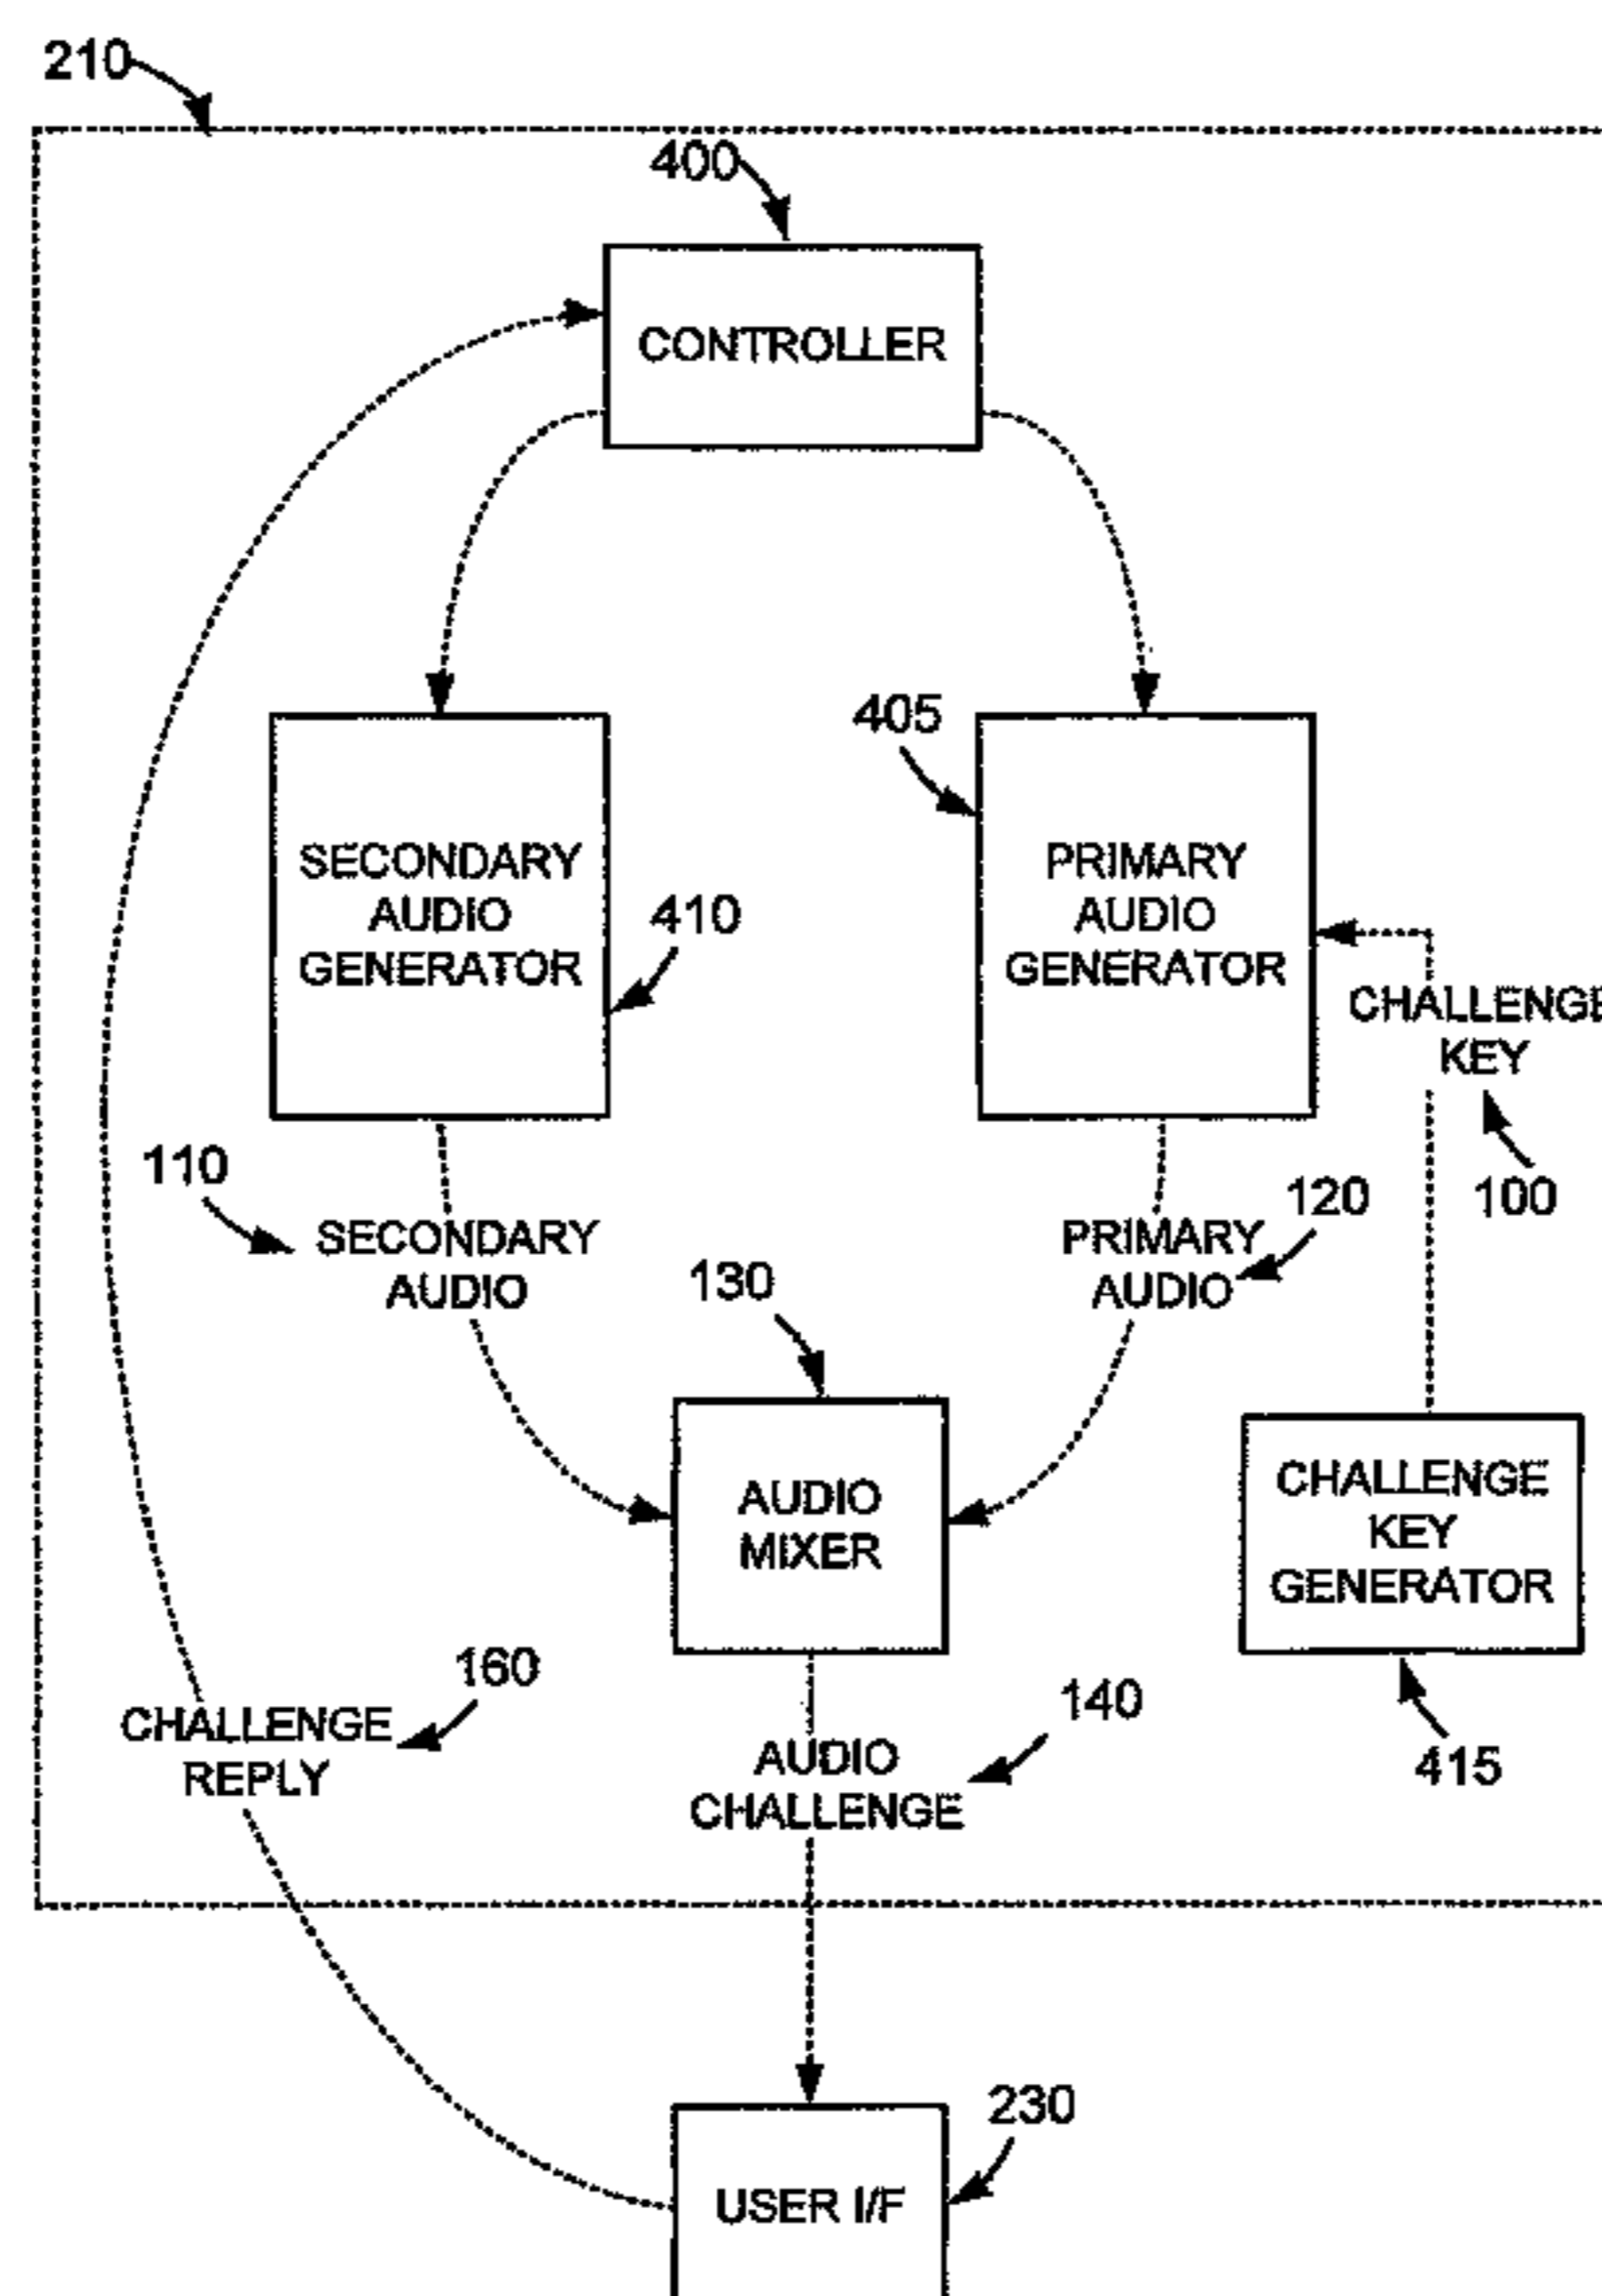 210
400
CONTROLLER
405
SECONDARY
AUDIO
GENERATOR
410
PRIMARY
AUDIO
GENERATOR
CHALLENGE
KEY
100
110
SECONDARY
AUDIO
120
PRIMARY
AUDIO
130
AUDIO
MIXER
CHALLENGE
KEY
GENERATOR
415
160
CHALLENGE
REPLY
140
AUDIO
CHALLENGE
230
USER I/F